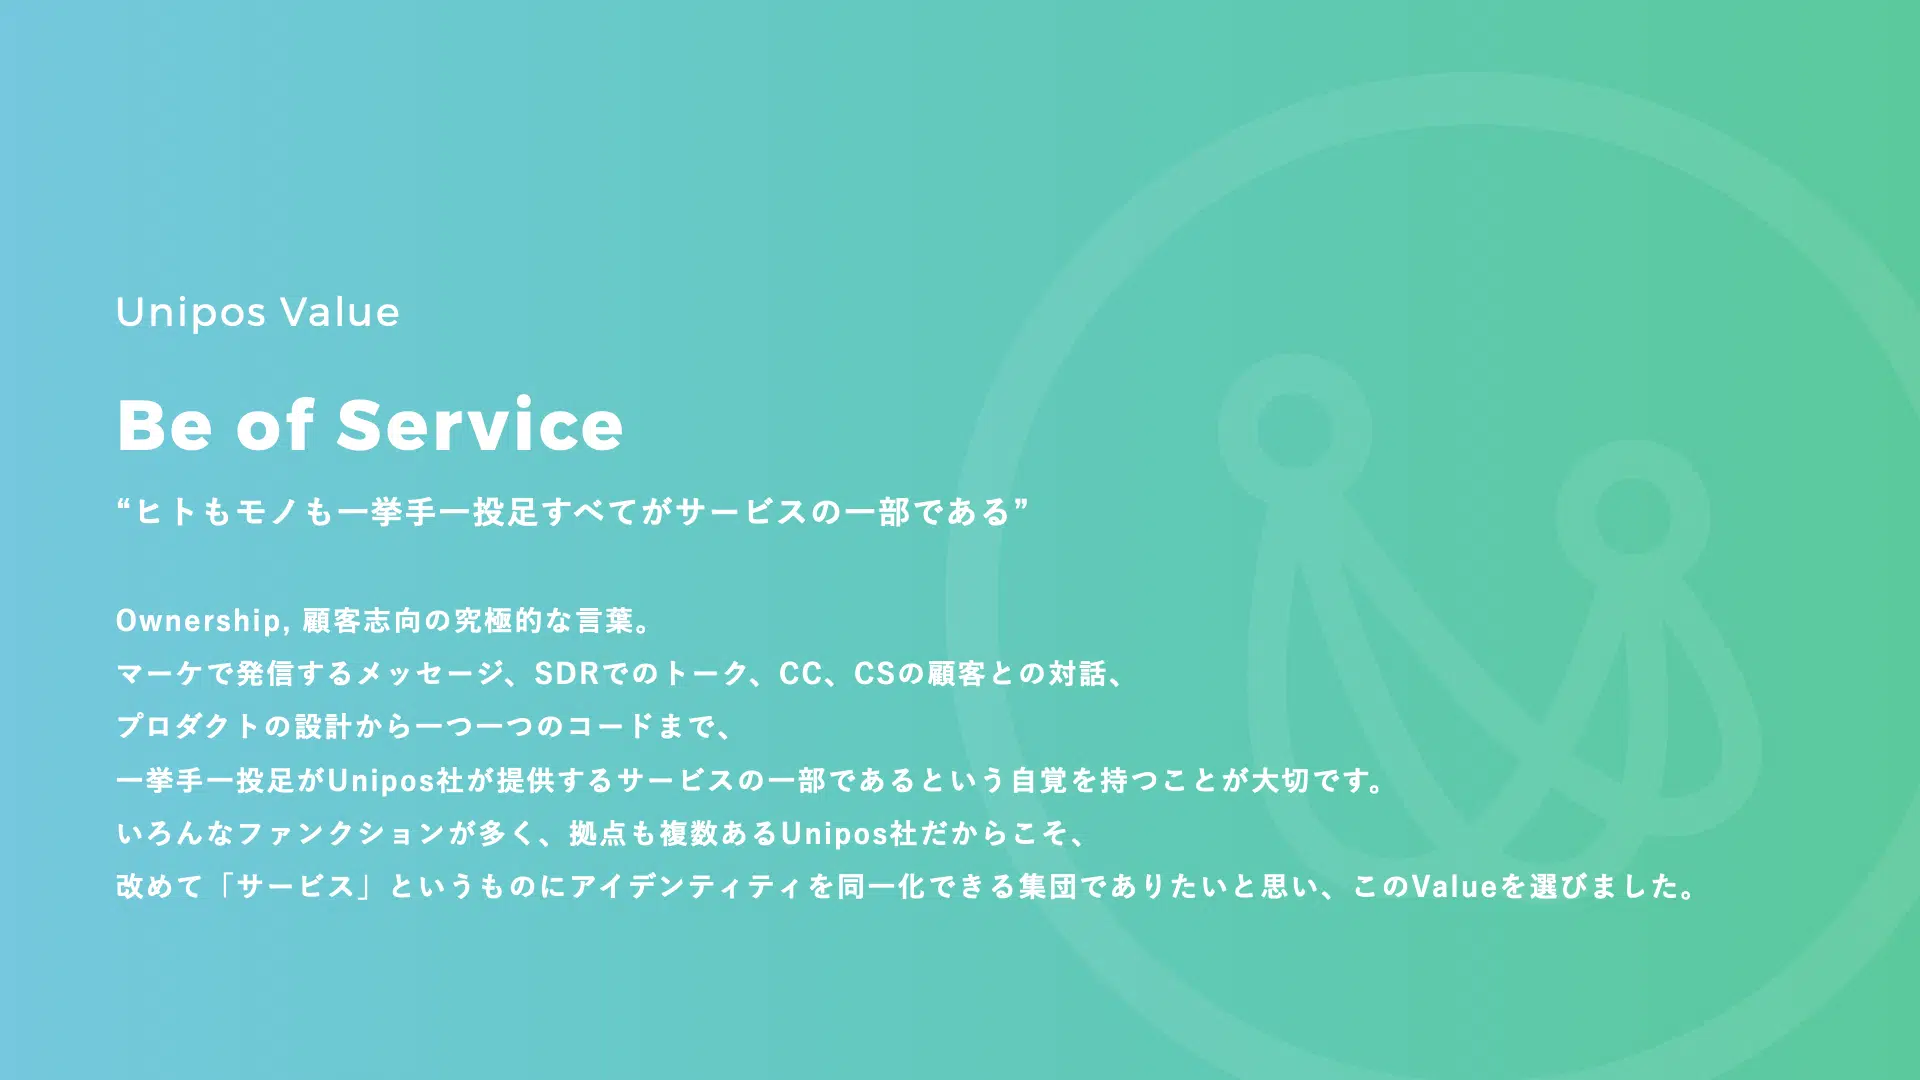 Unipos Value
Be of Service
“ヒトもモノも一挙手一投足すべてがサービスの一部である”
Ownership, 顧客志向の究極的な言葉。
マーケで発信するメッセージ、SDRでのトーク、CC、CSの顧客との対話、
プロダクトの設計から一つ一つのコードまで、
一挙手一投足がUnipos社が提供するサービスの一部であるという自覚を持つことが大切です。
いろんなファンクションが多く、拠点も複数あるUnipos社だからこそ、
改めて「サービス」というものにアイデンティティを同一化できる集団でありたいと思い、このValueを選びました。